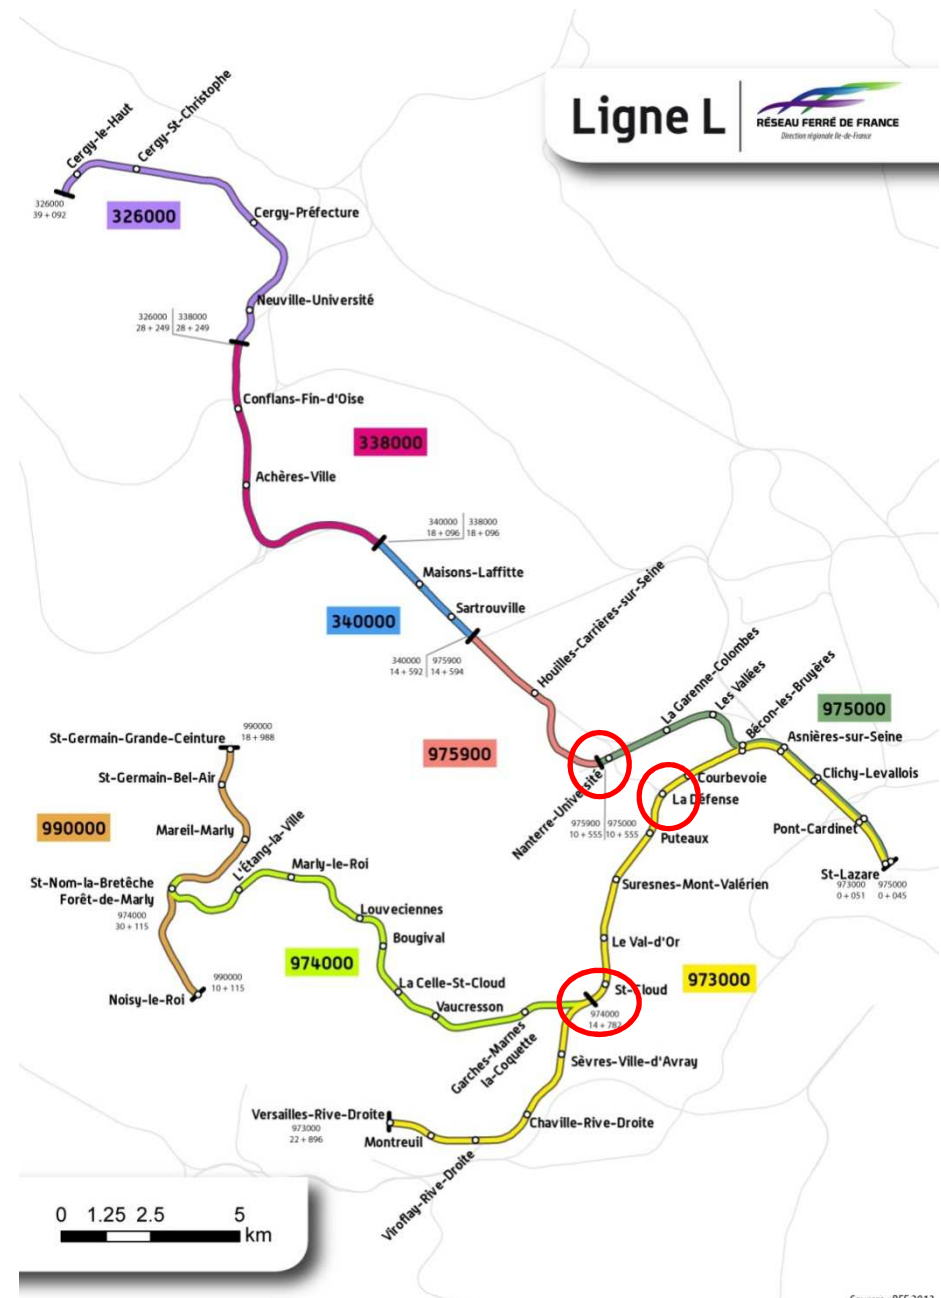 Ligne L
RÉSEAU FERRÉ DE FRANCE
Direction régionale Ile-de-France
Cergy-le-Haut
Cergy-St-Christophe
326000
39 + 092
326000
Cergy-Préfecture
Neuville-Université
326000 338000
28 + 249 28 + 249
Conflans-Fin-d'Oise
338000
Achères-Ville
340000 338000
18 + 096 18 + 096
Maisons-Laffitte
340000
Sartrouville
340000 975900
14 + 592 14 + 594
Houilles-Carrières-sur-Seine
La Garenne-Colombes
Les Vallées
Bécon-les-Bruyères
975000
Asnières-sur-Seine
975900
Nanterre-Université
975900 975000
10 + 555 10 + 555
Courbevoie
La Défense
Clichy-Levallois
Puteaux
Pont-Cardinet
St-Lazare
973000 975000
0 + 051 0 + 045
990000
18 + 988
St-Germain-Grande-Ceinture
St-Germain-Bel-Air
990000
Mareil-Marly
L'Étang-la-Ville
Marly-le-Roi
St-Nom-la-Bretêche
Forêt-de-Marly
974000
30 + 115
Suresnes-Mont-Valérien
Louveciennes
Bougival
Le Val-d'Or
974000
973000
990000
10 + 115
Noisy-le-Roi
La Celle-St-Cloud
St-Cloud
Vaucresson
974000
14 + 782
Garches-Marnes
la-Coquette
Sèvres-Ville-d'Avray
Versailles-Rive-Droite
973000
22 + 896
Montreuil
Chaville-Rive-Droite
Viroflay-Rive-Droite
0 1.25 2.5 5
km